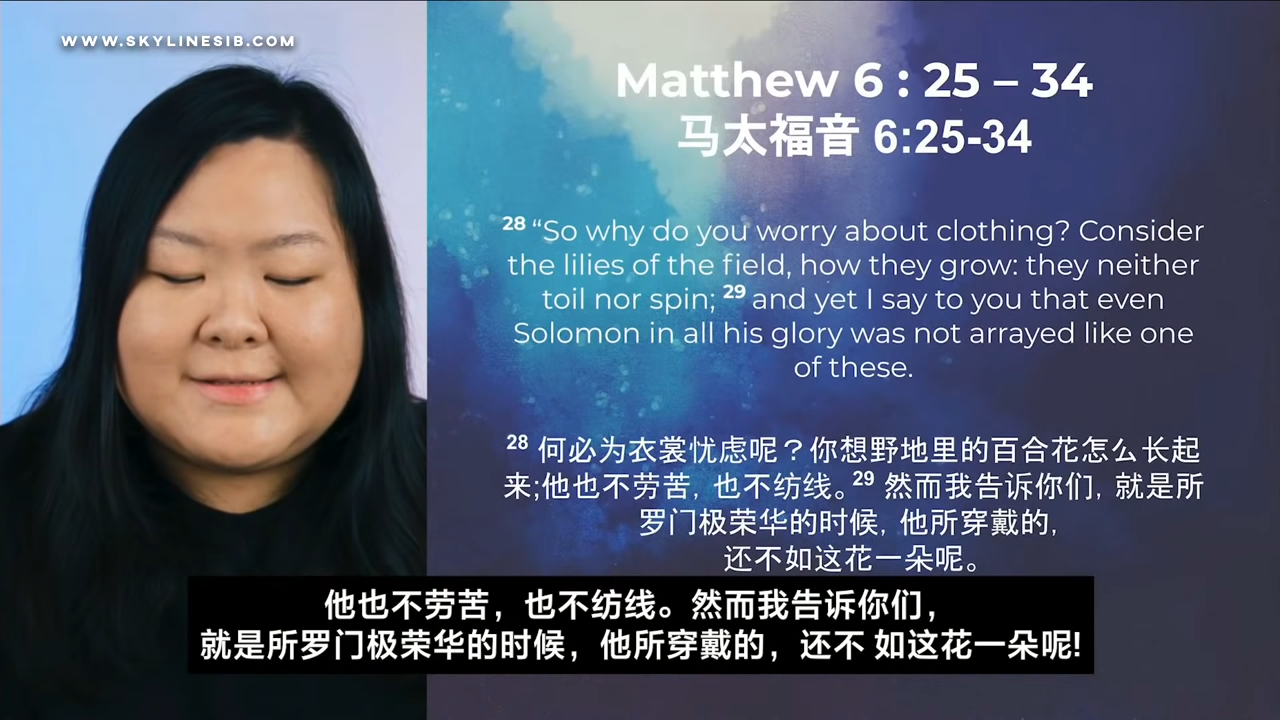 WWW.SKYLINESIB.COM
Matthew 6 : 25 – 34
马太福音 6:25-34
28 “So why do you worry about clothing? Consider
the lilies of the field, how they grow: they neither
toil nor spin; 29 and yet I say to you that even
Solomon in all his glory was not arrayed like one
of these.
28 何必为衣裳忧虑呢？你想野地里的百合花怎么长起
来;他也不劳苦, 也不纺线。29 然而我告诉你们, 就是所
罗门极荣华的时候, 他所穿戴的,
还不如这花一朵呢。
他也不劳苦，也不纺线。然而我告诉你们，
就是所罗门极荣华的时候，他所穿戴的，还不 如这花一朵呢!